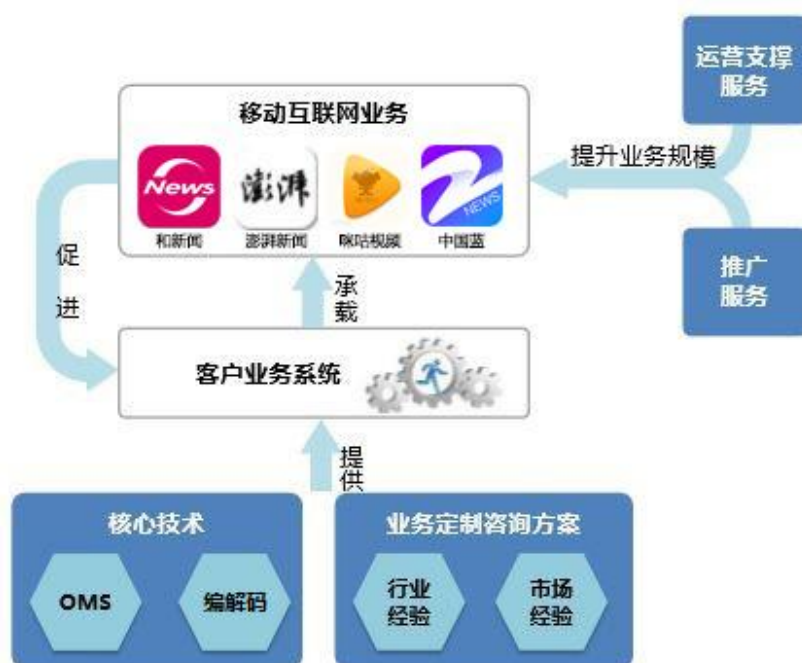 运营支撑
服务
移动互联网业务
提升业务规模
News
澎湃
NEWS
和新闻
澎湃新闻
咪咕视频
中国蓝
促
进
承
载
推广
服务
客户业务系统
提
供
核心技术
业务定制咨询方案
OMS
编解码
行业
经验
市场
经验